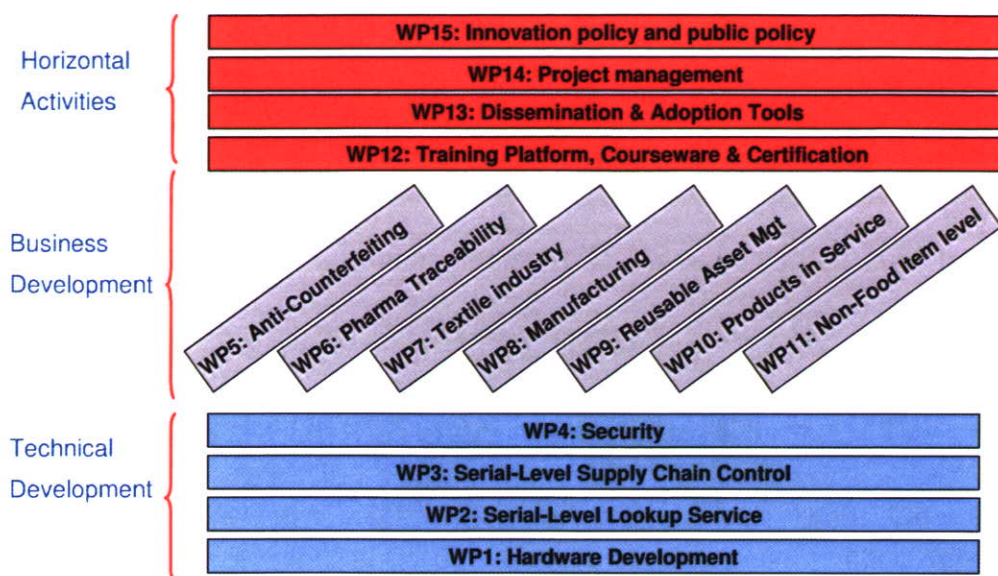 Horizontal
Activities
WP15: Innovation policy and public policy
WP14: Project management
WP13: Dissemination & Adoption Tools
WP12: Training Platform, Courseware & Certification
Business
Development
WP5: Anti-Counterfeiting
WP6: Pharma Traceability
WP7: Textile industry
WP8: Manufacturing
WP9: Reusable Asset Mgt
WP10: Products in Service
WP11: Non-Food Item level
Technical
Development
WP4: Security
WP3: Serial-Level Supply Chain Control
WP2: Serial-Level Lookup Service
WP1: Hardware Development